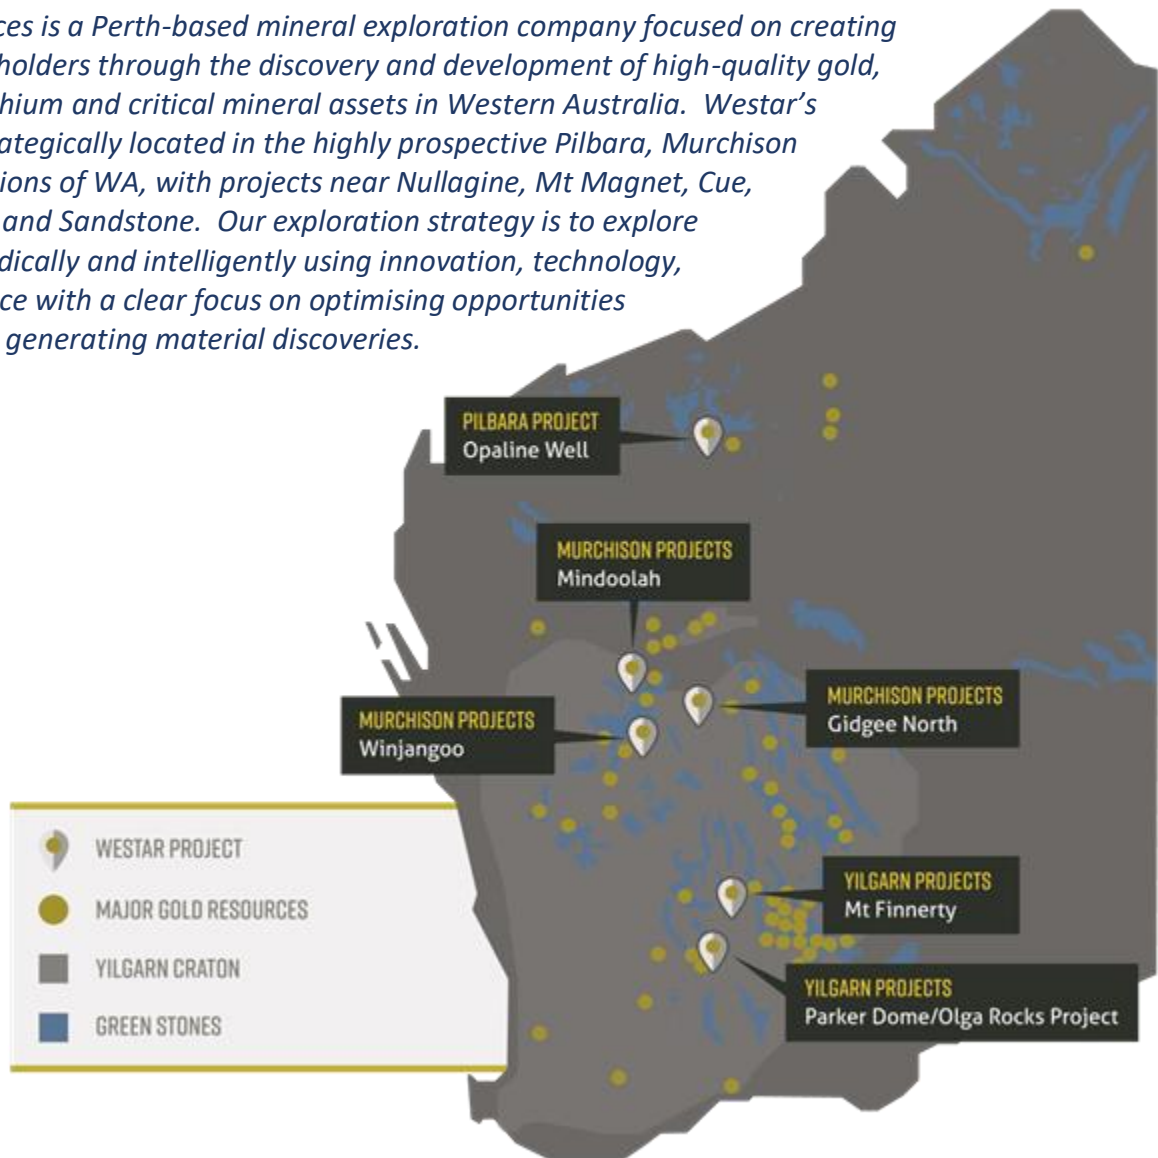 ces is a Perth-based mineral exploration company focused on creating
holders through the discovery and development of high-quality gold,
hium and critical mineral assets in Western Australia. Westar’s
ategically located in the highly prospective Pilbara, Murchison
ions of WA, with projects near Nullagine, Mt Magnet, Cue,
and Sandstone. Our exploration strategy is to explore
dically and intelligently using innovation, technology,
ce with a clear focus on optimising opportunities
generating material discoveries.
PILBARA PROJECT
Opaline Well
MURCHISON PROJECTS
Mindoolah
MURCHISON PROJECTS
Gidgee North
MURCHISON PROJECTS
Winjangoo
WESTAR PROJECT
MAJOR GOLD RESOURCES
YILGARN CRATON
GREEN STONES
YILGARN PROJECTS
Mt Finnerty
YILGARN PROJECTS
Parker Dome/Olga Rocks Project